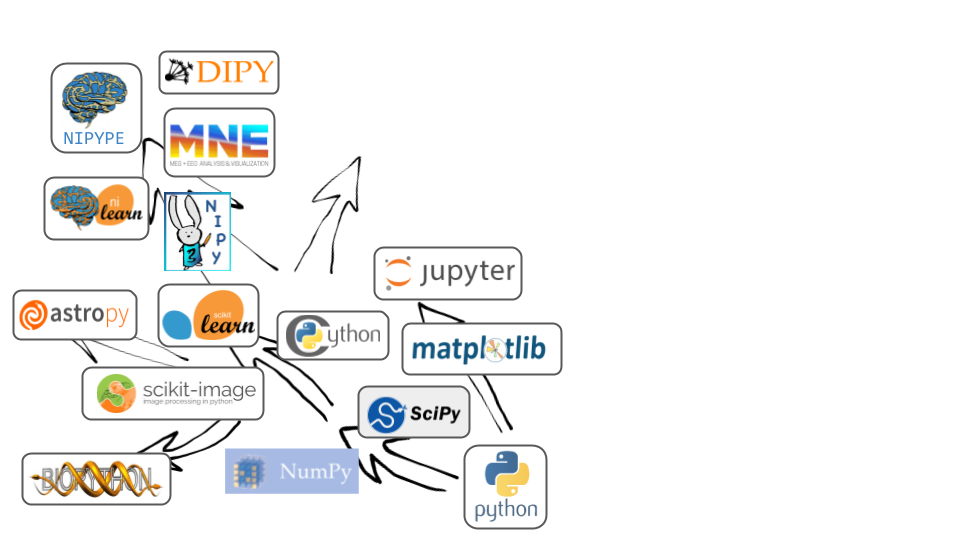 DIPY
NIPYPE
MNE
MEG + EEG ANALYSIS & VISUALIZATION
ni
learn
N
I
P
y
jupyter
astropy
scikit
learn
Cython
matplotlib
scikit-image
image processing in python
SciPy
BIOPYTHON
NumPy
python